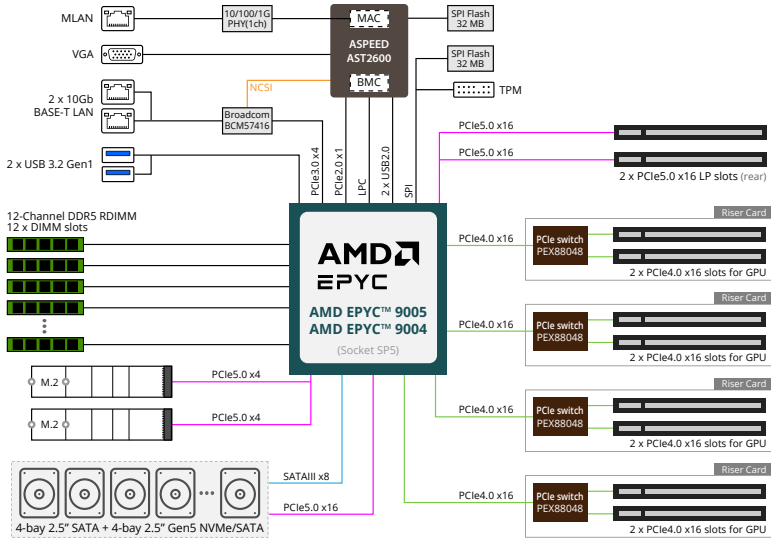 MLAN
10/100/1G
PHY(1ch)
MAC
SPI Flash
32 MB
VGA
ASPEED
AST2600
SPI Flash
32 MB
BMC
NCSI
TPM
2 x 10Gb
BASE-T LAN
Broadcom
BCM57416
2 x USB 3.2 Gen1
PCIe3.0 x4
PCIe2.0 x1
LPC
2 x USB2.0
SPI
PCIe5.0 x16
PCIe5.0 x16
2 x PCIe5.0 x16 LP slots (rear)
12-Channel DDR5 RDIMM
12 x DIMM slots
AMD
EPYC
AMD EPYC™ 9005
AMD EPYC™ 9004
(Socket SP5)
Riser Card
PCIe4.0 x16
PCIe switch
PEX88048
2 x PCIe4.0 x16 slots for GPU
Riser Card
PCIe4.0 x16
PCIe switch
PEX88048
2 x PCIe4.0 x16 slots for GPU
Riser Card
PCIe4.0 x16
PCIe switch
PEX88048
2 x PCIe4.0 x16 slots for GPU
Riser Card
PCIe4.0 x16
PCIe switch
PEX88048
2 x PCIe4.0 x16 slots for GPU
M.2
PCIe5.0 x4
M.2
PCIe5.0 x4
SATAIII x8
PCIe5.0 x16
4-bay 2.5” SATA + 4-bay 2.5” Gen5 NVMe/SATA